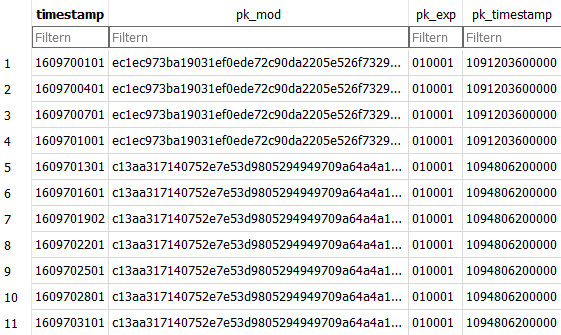 timestamp pk_mod pk_exp pk_timestamp
Filtern Filtern Filtern Filtern
1 1609700101 ec1ec973ba19031ef0ede72c90da2205e526f7329... 010001 1091203600000
2 1609700401 ec1ec973ba19031ef0ede72c90da2205e526f7329... 010001 1091203600000
3 1609700701 ec1ec973ba19031ef0ede72c90da2205e526f7329... 010001 1091203600000
4 1609701001 ec1ec973ba19031ef0ede72c90da2205e526f7329... 010001 1091203600000
5 1609701301 c13aa317140752e7e53d9805294949709a64a4a1... 010001 1094806200000
6 1609701601 c13aa317140752e7e53d9805294949709a64a4a1... 010001 1094806200000
7 1609701902 c13aa317140752e7e53d9805294949709a64a4a1... 010001 1094806200000
8 1609702201 c13aa317140752e7e53d9805294949709a64a4a1... 010001 1094806200000
9 1609702501 c13aa317140752e7e53d9805294949709a64a4a1... 010001 1094806200000
10 1609702801 c13aa317140752e7e53d9805294949709a64a4a1... 010001 1094806200000
11 1609703101 c13aa317140752e7e53d9805294949709a64a4a1... 010001 1094806200000